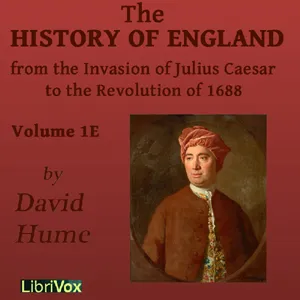 The
HISTORY OF ENGLAND
from the Invasion of Julius Caesar
to the Revolution of 1688
Volume 1E
by
David
Hume
LibriVox